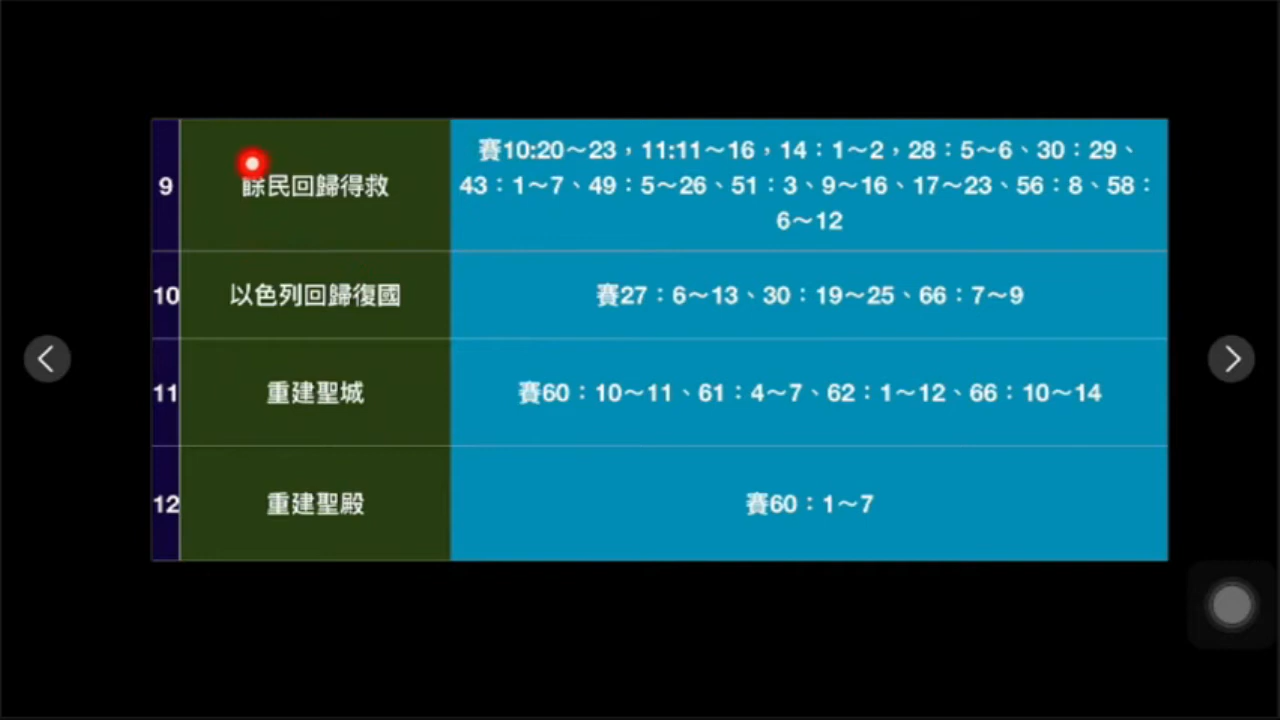 9
餘民回歸得救
賽10:20～23，11:11～16，14：1～2，28：5～6、30：29、
43：1～7、49：5～26、51：3、9～16、17～23、56：8、58：
6～12
10
以色列回歸復國
賽27：6～13、30：19～25、66：7～9
11
重建聖城
賽60：10～11、61：4～7、62：1～12、66：10～14
12
重建聖殿
賽60：1～7